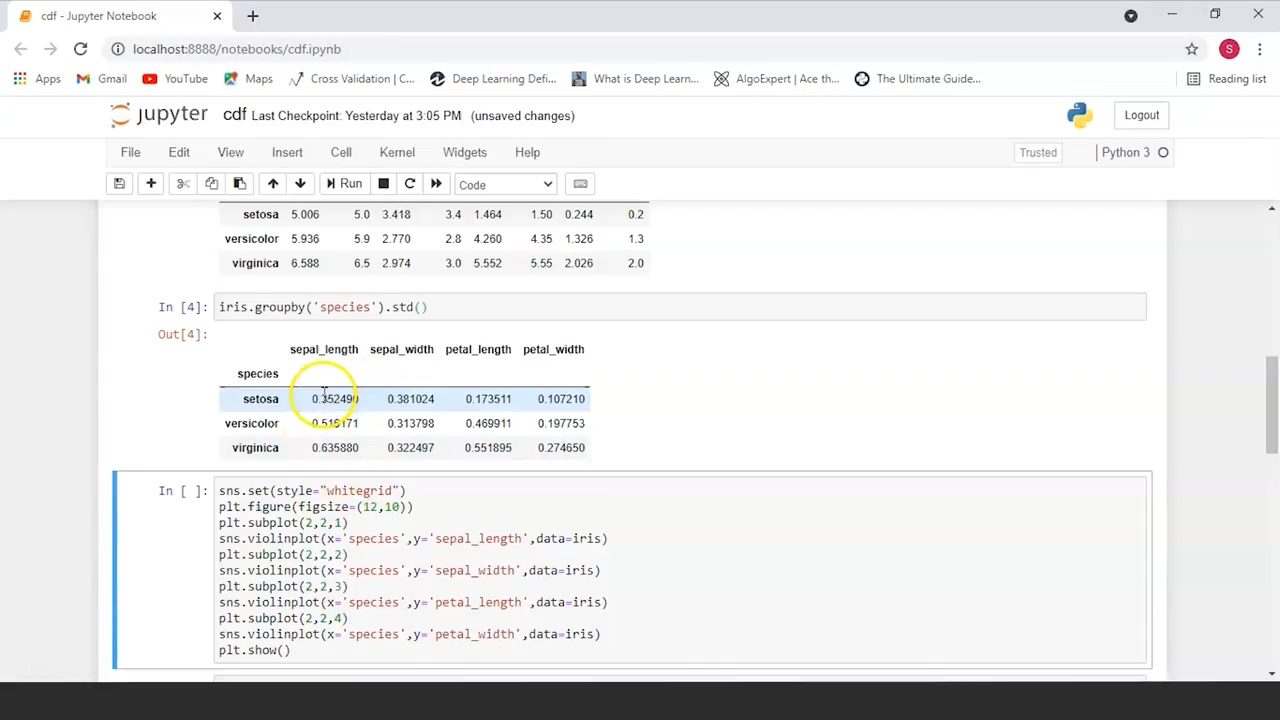 cdf - Jupyter Notebook
localhost:8888/notebooks/cdf.ipynb
S
Apps Gmail YouTube Maps Cross Validation | C... Deep Learning Defi... What is Deep Learn... AlgoExpert | Ace th... The Ultimate Guide... Reading list
jupyter cdf Last Checkpoint: Yesterday at 3:05 PM (unsaved changes) Logout
File Edit View Insert Cell Kernel Widgets Help Trusted Python 3
Run Code
setosa 5.006 5.0 3.418 3.4 1.464 1.50 0.244 0.2
versicolor 5.936 5.9 2.770 2.8 4.260 4.35 1.326 1.3
virginica 6.588 6.5 2.974 3.0 5.552 5.55 2.026 2.0
In [4]: iris.groupby('species').std()
Out[4]:
sepal_length sepal_width petal_length petal_width
species
setosa 0.352490 0.381024 0.173511 0.107210
versicolor 0.516171 0.313798 0.469911 0.197753
virginica 0.635880 0.322497 0.551895 0.274650
In [ ]: sns.set(style="whitegrid")
plt.figure(figsize=(12,10))
plt.subplot(2,2,1)
sns.violinplot(x='species',y='sepal_length',data=iris)
plt.subplot(2,2,2)
sns.violinplot(x='species',y='sepal_width',data=iris)
plt.subplot(2,2,3)
sns.violinplot(x='species',y='petal_length',data=iris)
plt.subplot(2,2,4)
sns.violinplot(x='species',y='petal_width',data=iris)
plt.show()